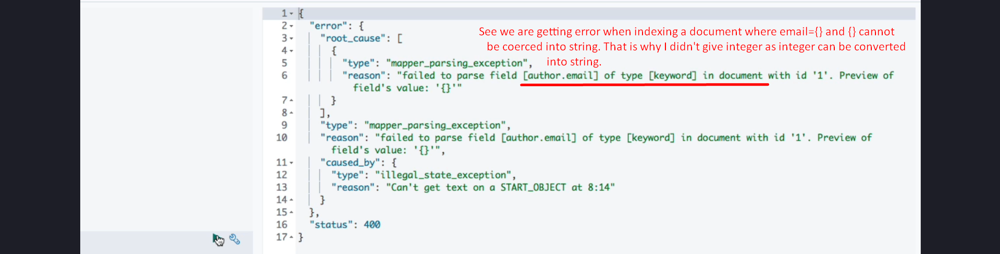 1 {
2 "error": {
See we are getting error when indexing a document where email={} and {} cannot
3 "root_cause": [
be coerced into string. That is why I didn't give integer as integer can be converted
4 {
into string.
5 "type": "mapper_parsing_exception",
6 "reason": "failed to parse field [author.email] of type [keyword] in document with id '1'. Preview of
field's value: '{}'"
7 }
8 ],
9 "type": "mapper_parsing_exception",
10 "reason": "failed to parse field [author.email] of type [keyword] in document with id '1'. Preview of
field's value: '{}'",
11 "caused_by": {
12 "type": "illegal_state_exception",
13 "reason": "Can't get text on a START_OBJECT at 8:14"
14 }
15 },
16 "status": 400
17 }